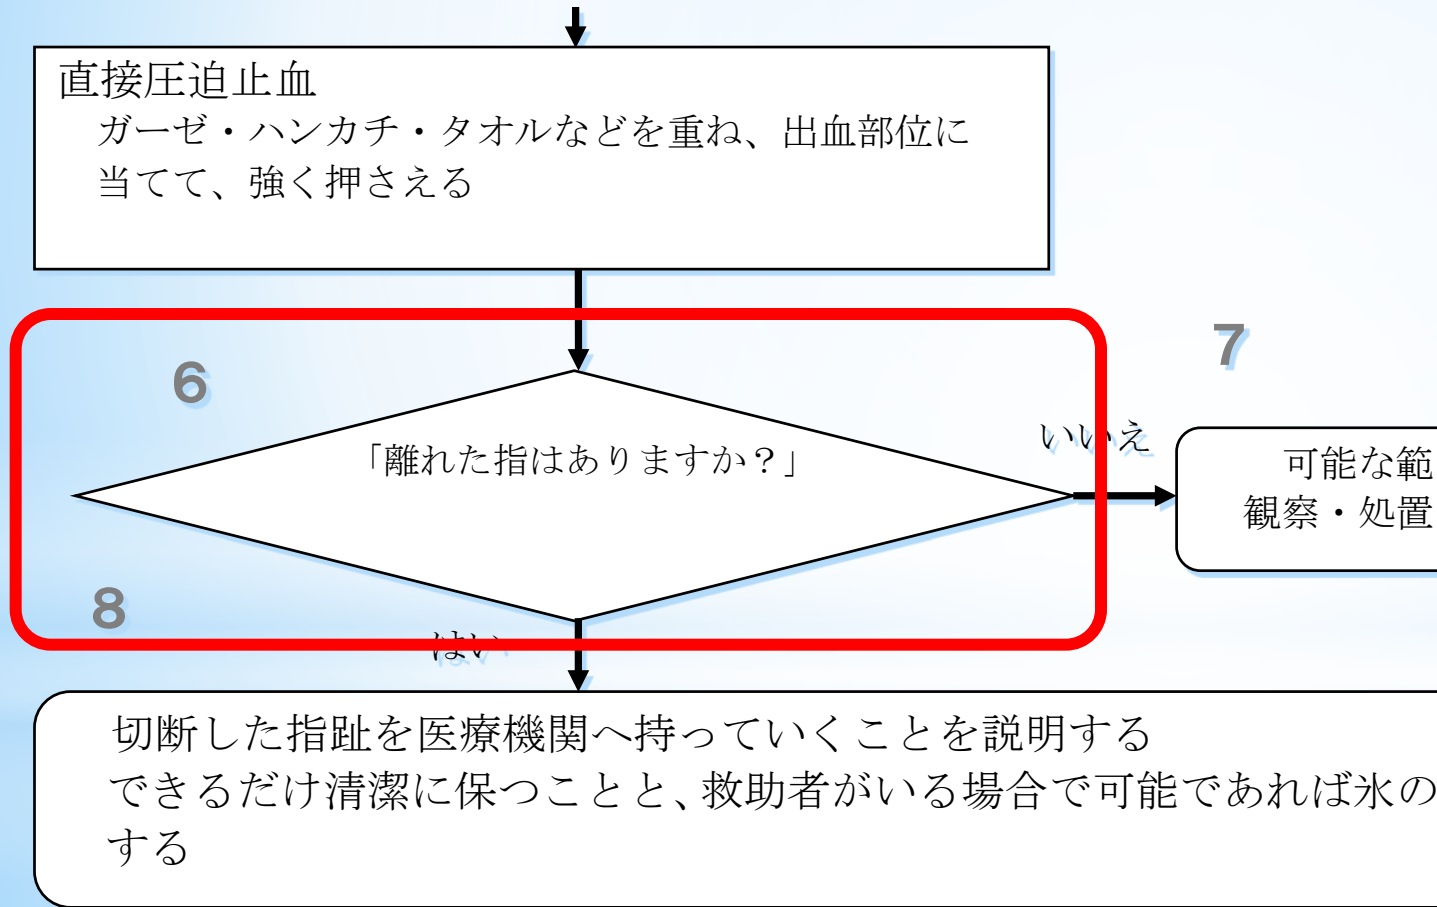 直接圧迫止血
ガーゼ・ハンカチ・タオルなどを重ね、出血部位に
当てて、強く押さえる
6
「離れた指はありますか？」
いいえ
7
可能な範
観察・処置
8
はい
切断した指趾を医療機関へ持っていくことを説明する
できるだけ清潔に保つことと、救助者がいる場合で可能であれば氷の
する